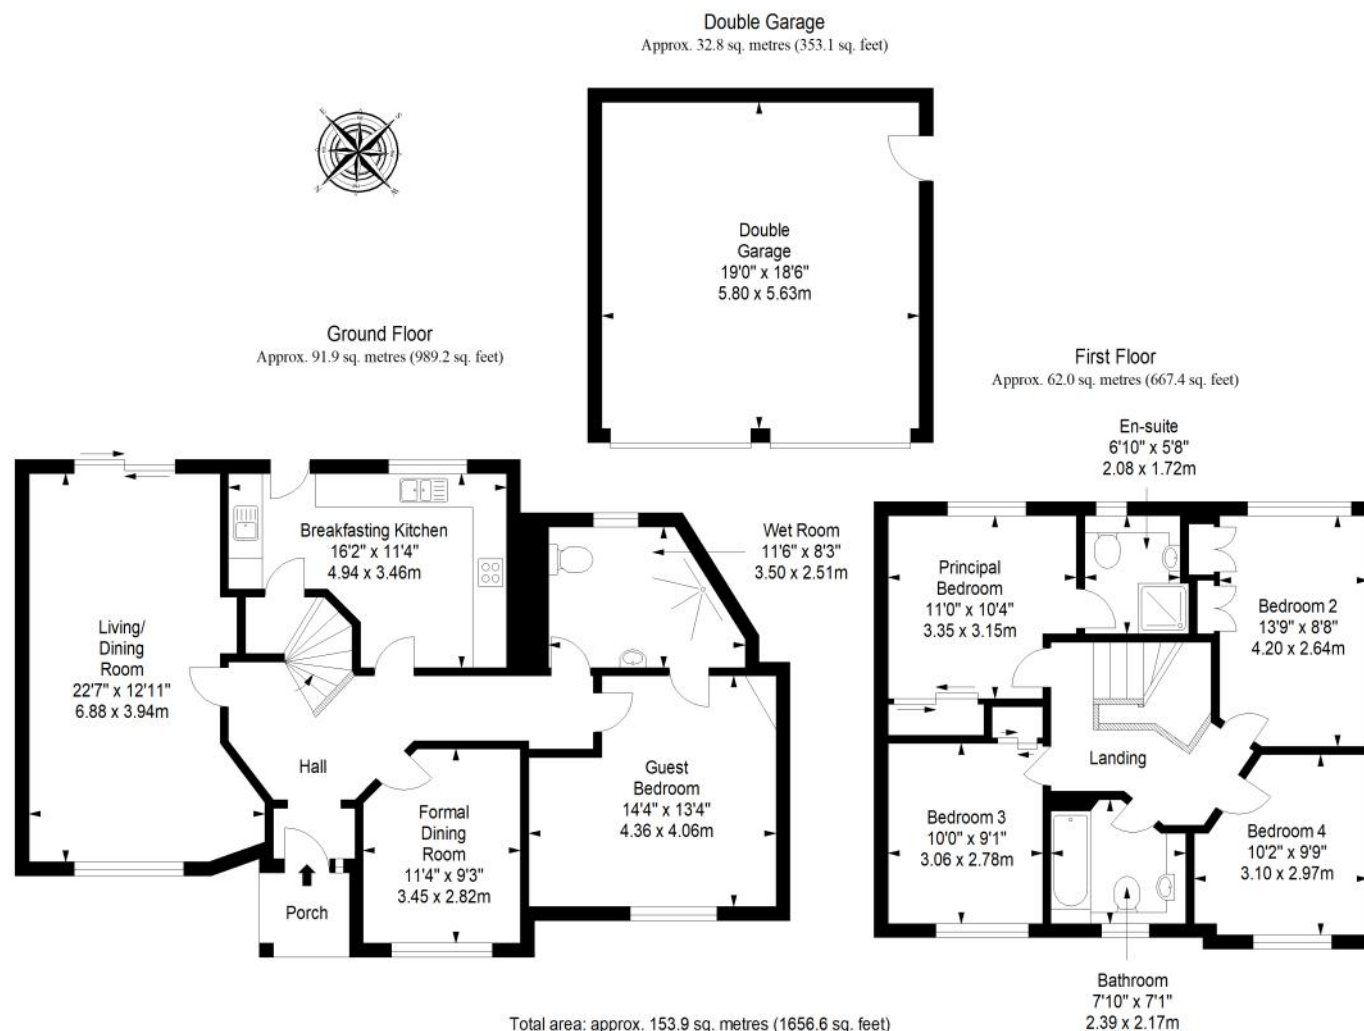 Double Garage
Approx. 32.8 sq. metres (353.1 sq. feet)
Double
Garage
19'0" x 18'6"
5.80 x 5.63m
Ground Floor
Approx. 91.9 sq. metres (989.2 sq. feet)
Living/
Dining
Room
22'7" x 12'11"
6.88 x 3.94m
Breakfasting Kitchen
16'2" x 11'4"
4.94 x 3.46m
Wet Room
11'6" x 8'3"
3.50 x 2.51m
Hall
Formal
Dining
Room
11'4" x 9'3"
3.45 x 2.82m
Guest
Bedroom
14'4" x 13'4"
4.36 x 4.06m
Porch
First Floor
Approx. 62.0 sq. metres (667.4 sq. feet)
En-suite
6'10" x 5'8"
2.08 x 1.72m
Principal
Bedroom
11'0" x 10'4"
3.35 x 3.15m
Bedroom 2
13'9" x 8'8"
4.20 x 2.64m
Landing
Bedroom 3
10'0" x 9'1"
3.06 x 2.78m
Bedroom 4
10'2" x 9'9"
3.10 x 2.97m
Bathroom
7'10" x 7'1"
2.39 x 2.17m
Total area: approx. 153.9 sq. metres (1656.6 sq. feet)